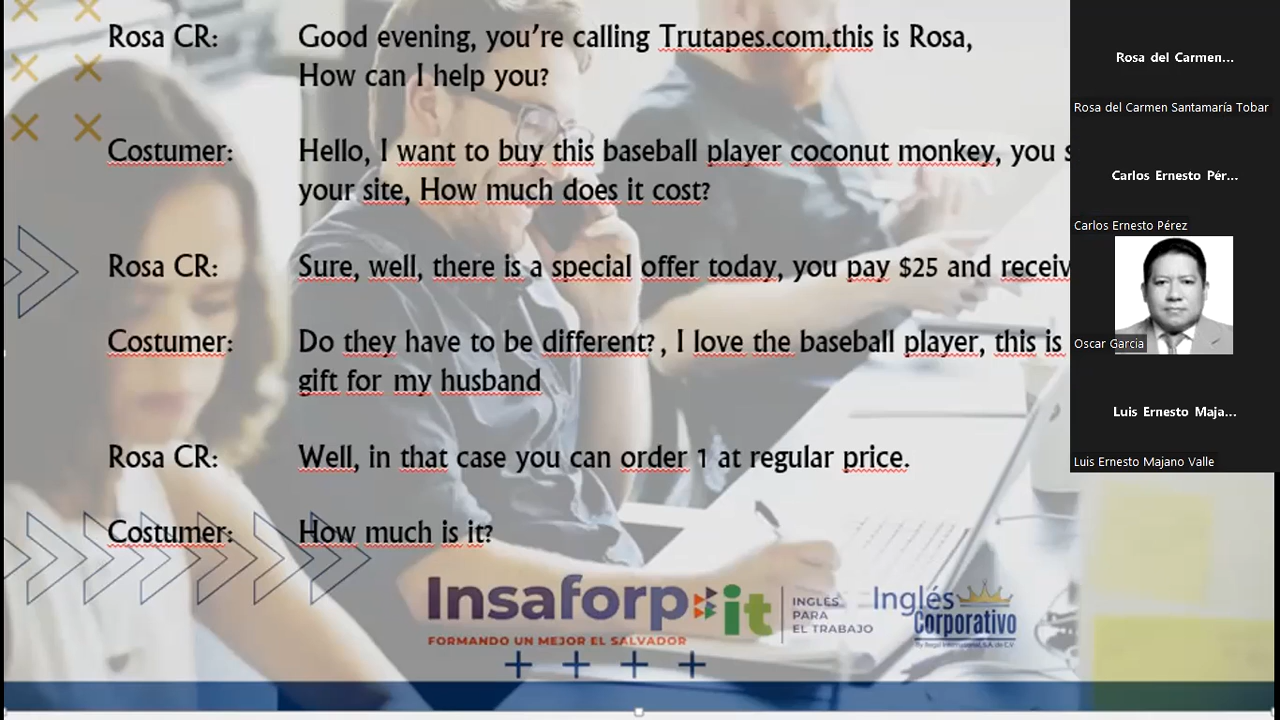 Rosa CR: Good evening, you're calling Trutapes.com,this is Rosa,
How can I help you?
Costumer: Hello, I want to buy this baseball player coconut monkey, you
your site, How much does it cost?
Rosa CR: Sure, well, there is a special offer today, you pay $25 and
Costumer: Do they have to be different?, I love the baseball player, this is
gift for my husband
Rosa CR: Well, in that case you can order 1 at regular price.
Costumer: How much is it?
Insaforp it
FORMANDO UN MEJOR EL SALVADOR
INGLÉS
PARA
EL TRABAJO
Inglés
Corporativo
Rosa del Carmen...
Rosa del Carmen Santamaría Tobar
Carlos Ernesto Pér...
Carlos Ernesto Pérez
Oscar Garcia
Luis Ernesto Maja...
Luis Ernesto Majano Valle